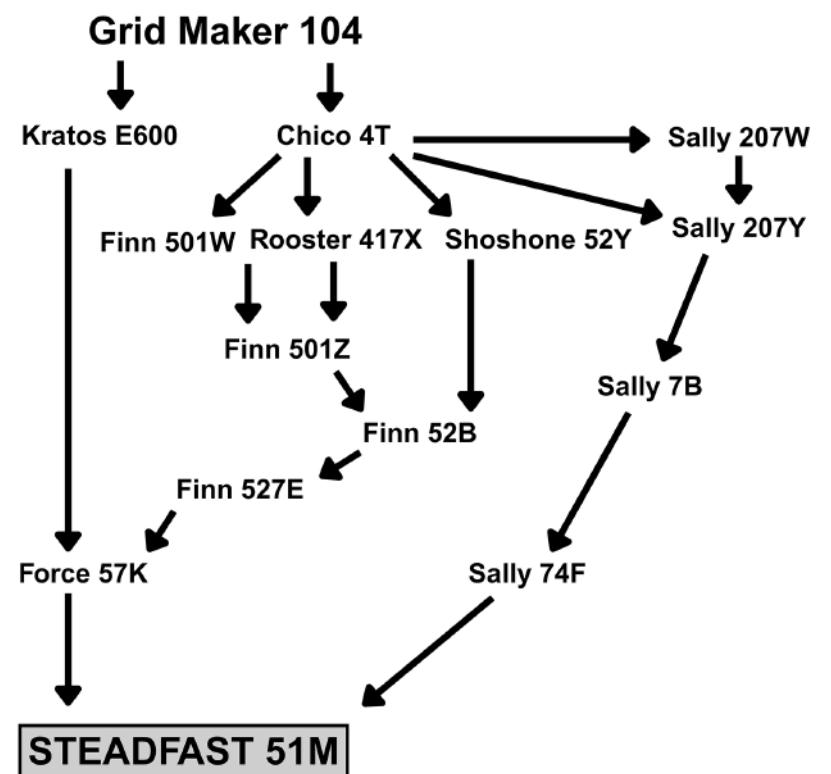 Grid Maker 104
Kratos E600
Chico 4T
Sally 207W
Finn 501W
Rooster 417X
Shoshone 52Y
Sally 207Y
Finn 501Z
Sally 7B
Finn 52B
Finn 527E
Force 57K
Sally 74F
STEADFAST 51M